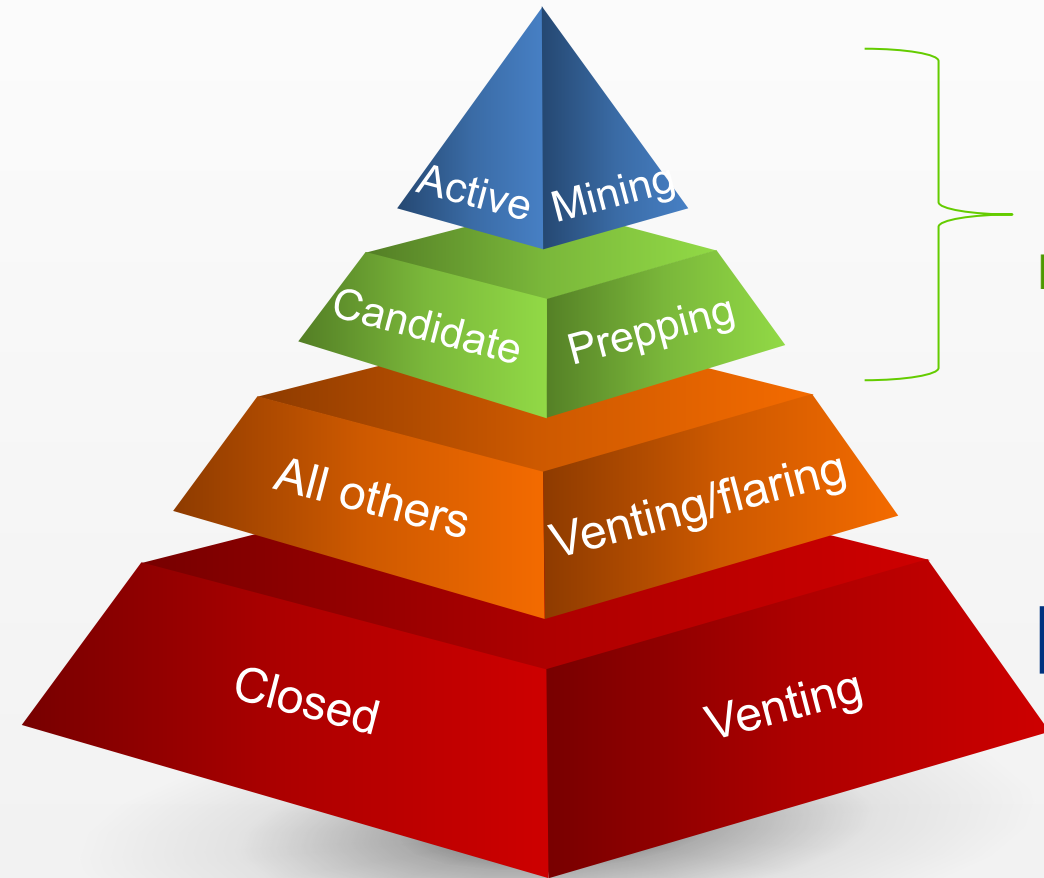 Active Mining
Candidate Prepping
All others Venting/flaring
Closed Venting